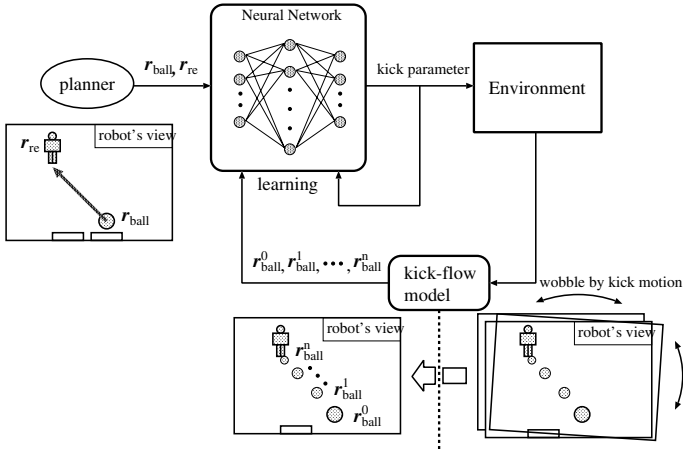 Neural Network
planner
r_ball, r_re
kick parameter
Environment
robot's view
r_re
r_ball
learning
r^0_ball, r^1_ball, ···, r^n_ball
kick-flow
model
wobble by kick motion
robot's view
r^n_ball
r^1_ball
r^0_ball
robot's view